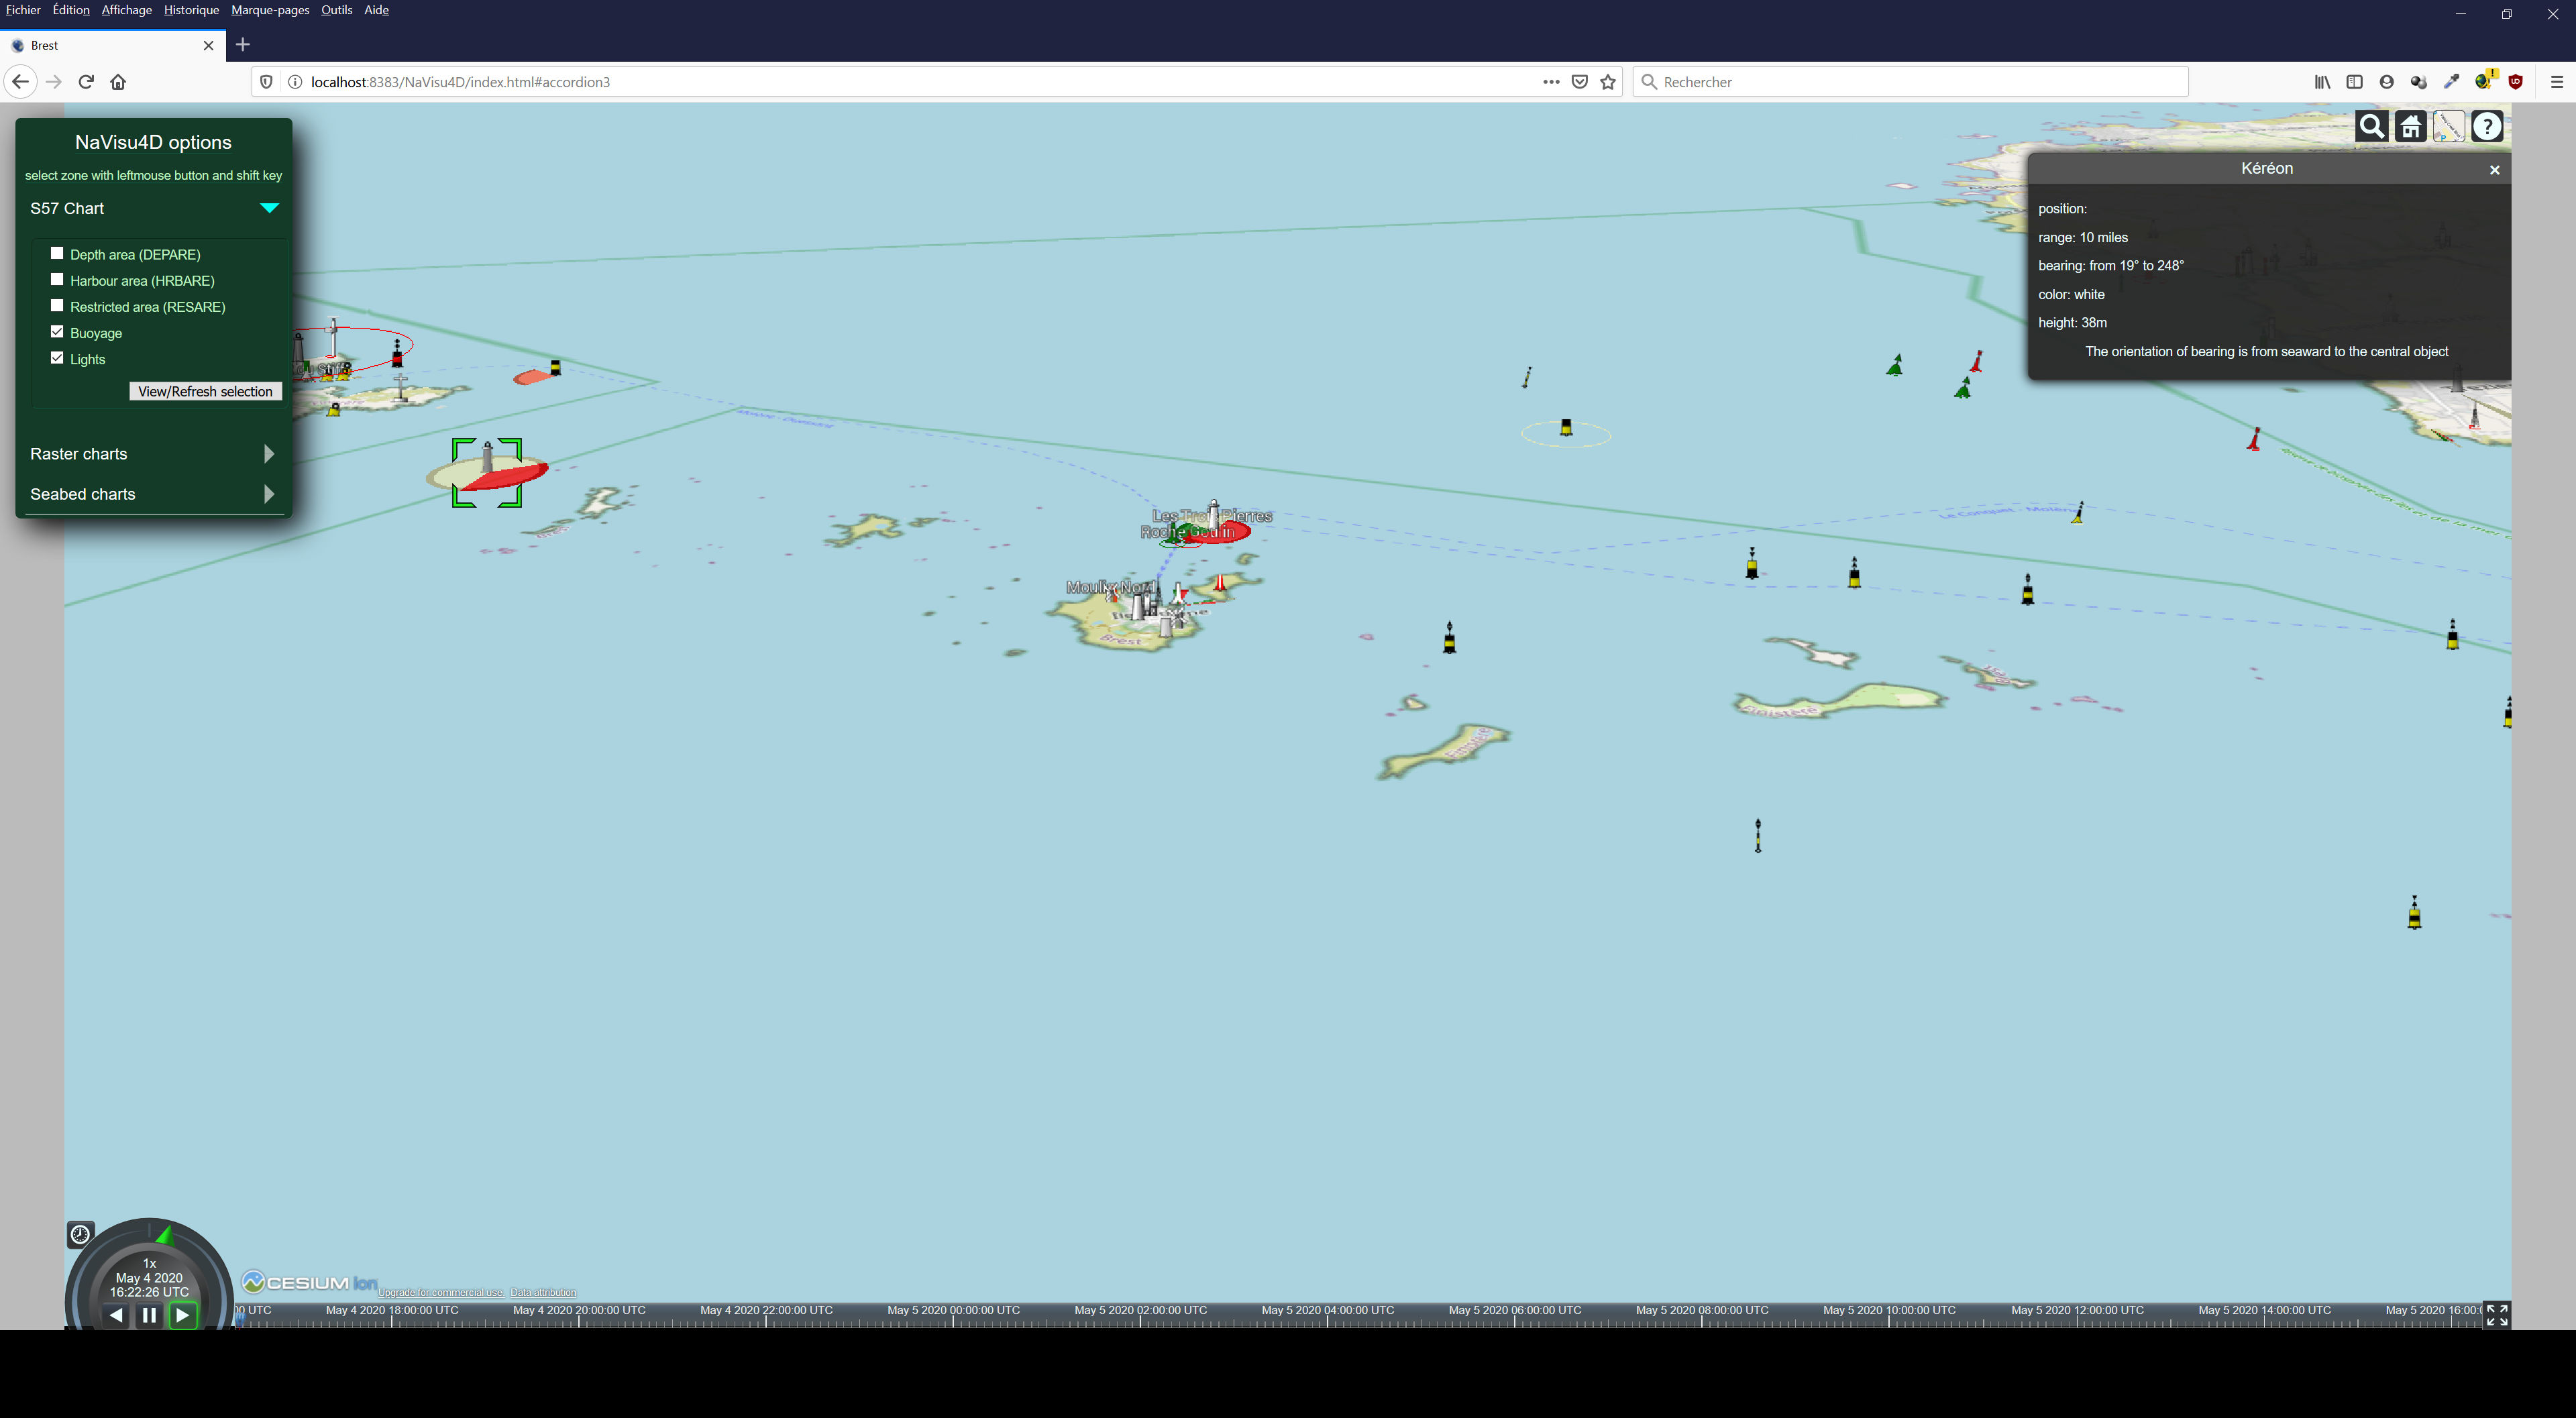 Fichier Édition Affichage Historique Marque-pages Outils Aide
Brest
localhost:8383/NaVisu4D/index.html#accordion3
Rechercher
NaVisu4D options
select zone with leftmouse button and shift key
S57 Chart
Depth area (DEPARE)
Harbour area (HRBARE)
Restricted area (RESARE)
Buoyage
Lights
View/Refresh selection
Raster charts
Seabed charts
Kéréon
position:
range: 10 miles
bearing: from 19° to 248°
color: white
height: 38m
The orientation of bearing is from seaward to the central object
Les Trois Pierres
Roche Goulin
Moulin Nord
Brest
Finistère
Finistère
1x
May 4 2020
16:22:26 UTC
CESIUM ion
Upgrade for commercial use. Data attribution
00 UTC May 4 2020 18:00:00 UTC May 4 2020 20:00:00 UTC May 4 2020 22:00:00 UTC May 5 2020 00:00:00 UTC May 5 2020 02:00:00 UTC May 5 2020 04:00:00 UTC May 5 2020 06:00:00 UTC May 5 2020 08:00:00 UTC May 5 2020 10:00:00 UTC May 5 2020 12:00:00 UTC May 5 2020 14:00:00 UTC May 5 2020 16:00: